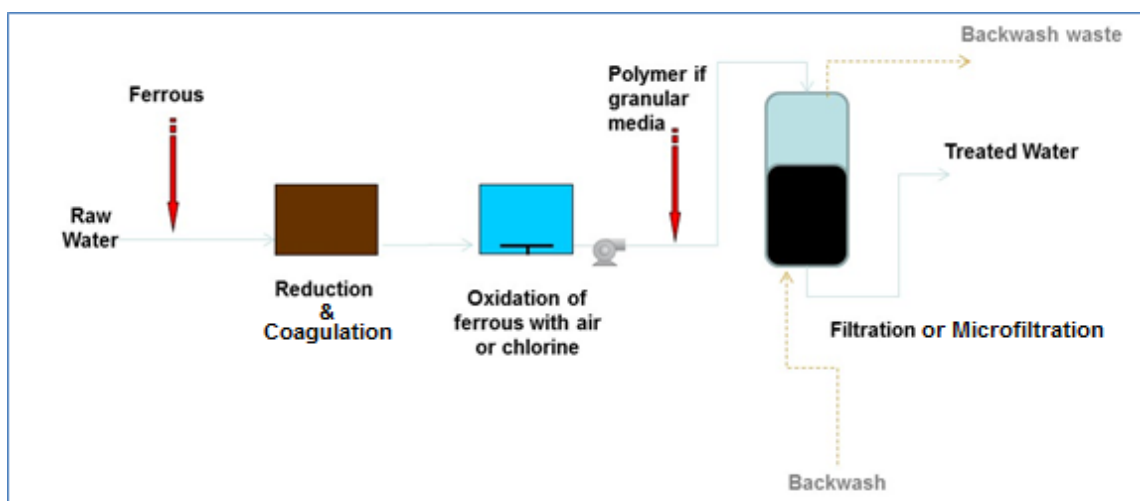 Ferrous
Raw
Water
Reduction
&
Coagulation
Oxidation of
ferrous with air
or chlorine
Polymer if
granular
media
Backwash waste
Treated Water
Filtration or Microfiltration
Backwash